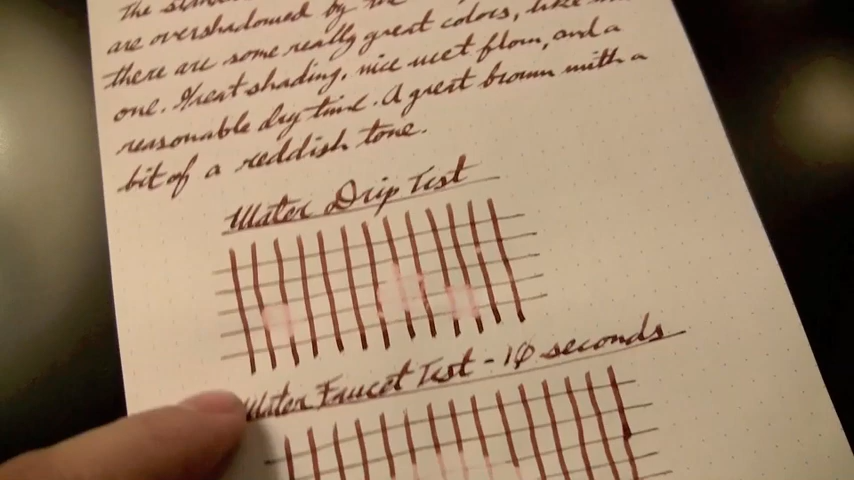 The
are overshadowed by the
there are some really great colors, like
one. Great shading, nice wet flow, and a
reasonable dry time. A great brown with a
bit of a reddish tone.
Water Drip Test
Water Faucet Test - 10 seconds